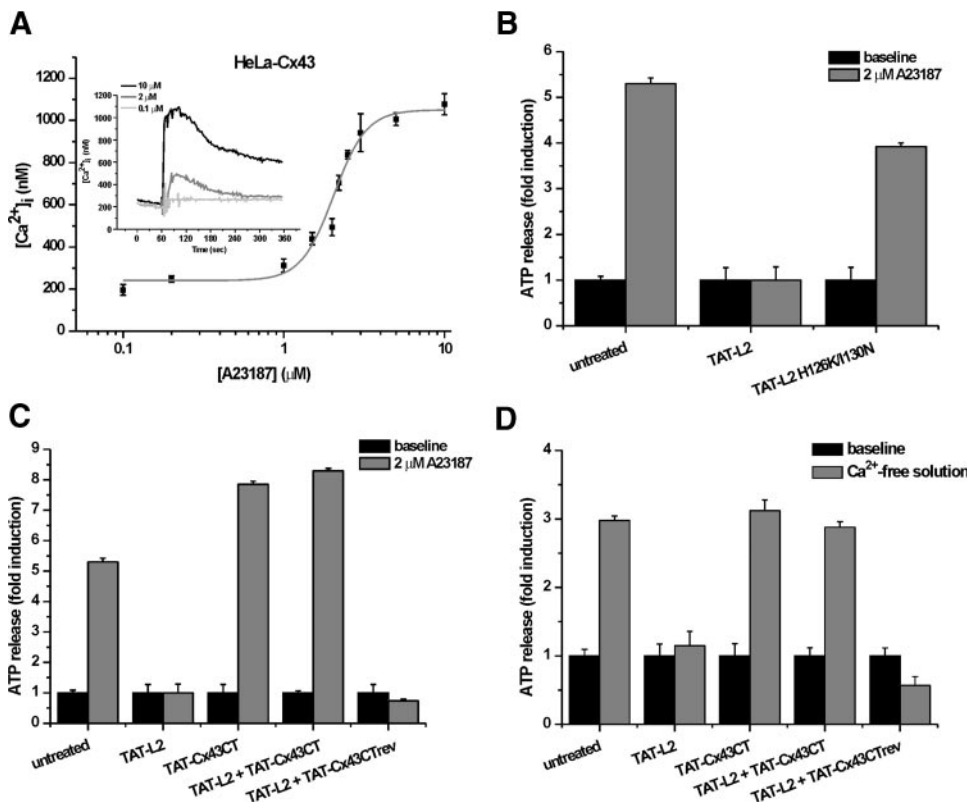 A
HeLa-Cx43
1200
1000
800
600
400
200
0
[Ca2+]i (nM)
0.1
1
10
[A23187] (μM)
10 μM
2 μM
0.1 μM
1200
1000
800
600
400
200
0
[Ca2+]i (nM)
0 60 120 180 240 300 360
Time (sec)
B
baseline
2 μM A23187
6
5
4
3
2
1
0
ATP release (fold induction)
untreated
TAT-L2
TAT-L2 H126K/I130N
C
baseline
2 μM A23187
9
8
7
6
5
4
3
2
1
0
ATP release (fold induction)
untreated
TAT-L2
TAT-Cx43CT
TAT-L2 + TAT-Cx43CT
TAT-L2 + TAT-Cx43CTrev
D
baseline
Ca2+-free solution
4
3
2
1
0
ATP release (fold induction)
untreated
TAT-L2
TAT-Cx43CT
TAT-L2 + TAT-Cx43CT
TAT-L2 + TAT-Cx43CTrev